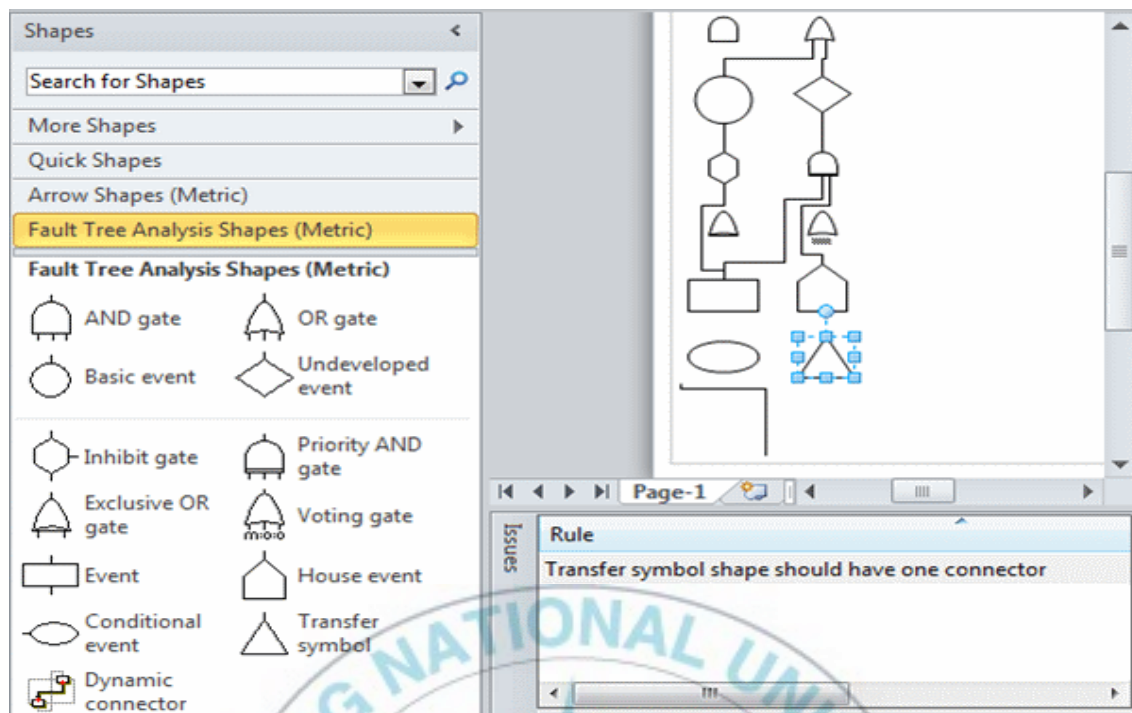 Shapes
Search for Shapes
More Shapes
Quick Shapes
Arrow Shapes (Metric)
Fault Tree Analysis Shapes (Metric)
Fault Tree Analysis Shapes (Metric)
AND gate
OR gate
Basic event
Undeveloped
event
Inhibit gate
Priority AND
gate
Exclusive OR
gate
Voting gate
m:o:o
Event
House event
Conditional
event
Transfer
symbol
Dynamic
connector
Page-1
Issues
Rule
Transfer symbol shape should have one connector
NATIONAL